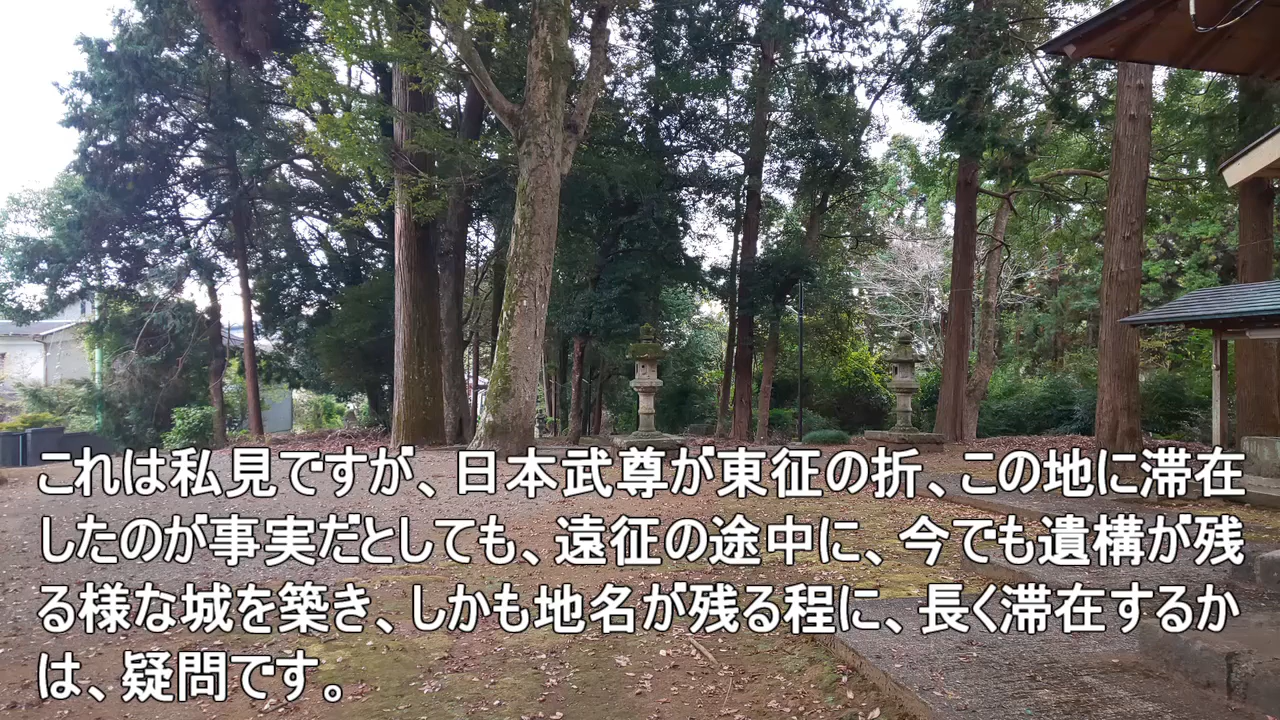 これは私見ですが、日本武尊が東征の折、この地に滞在
したのが事実だとしても、遠征の途中に、今でも遺構が残
る様な城を築き、しかも地名が残る程に、長く滞在するか
は、疑問です。